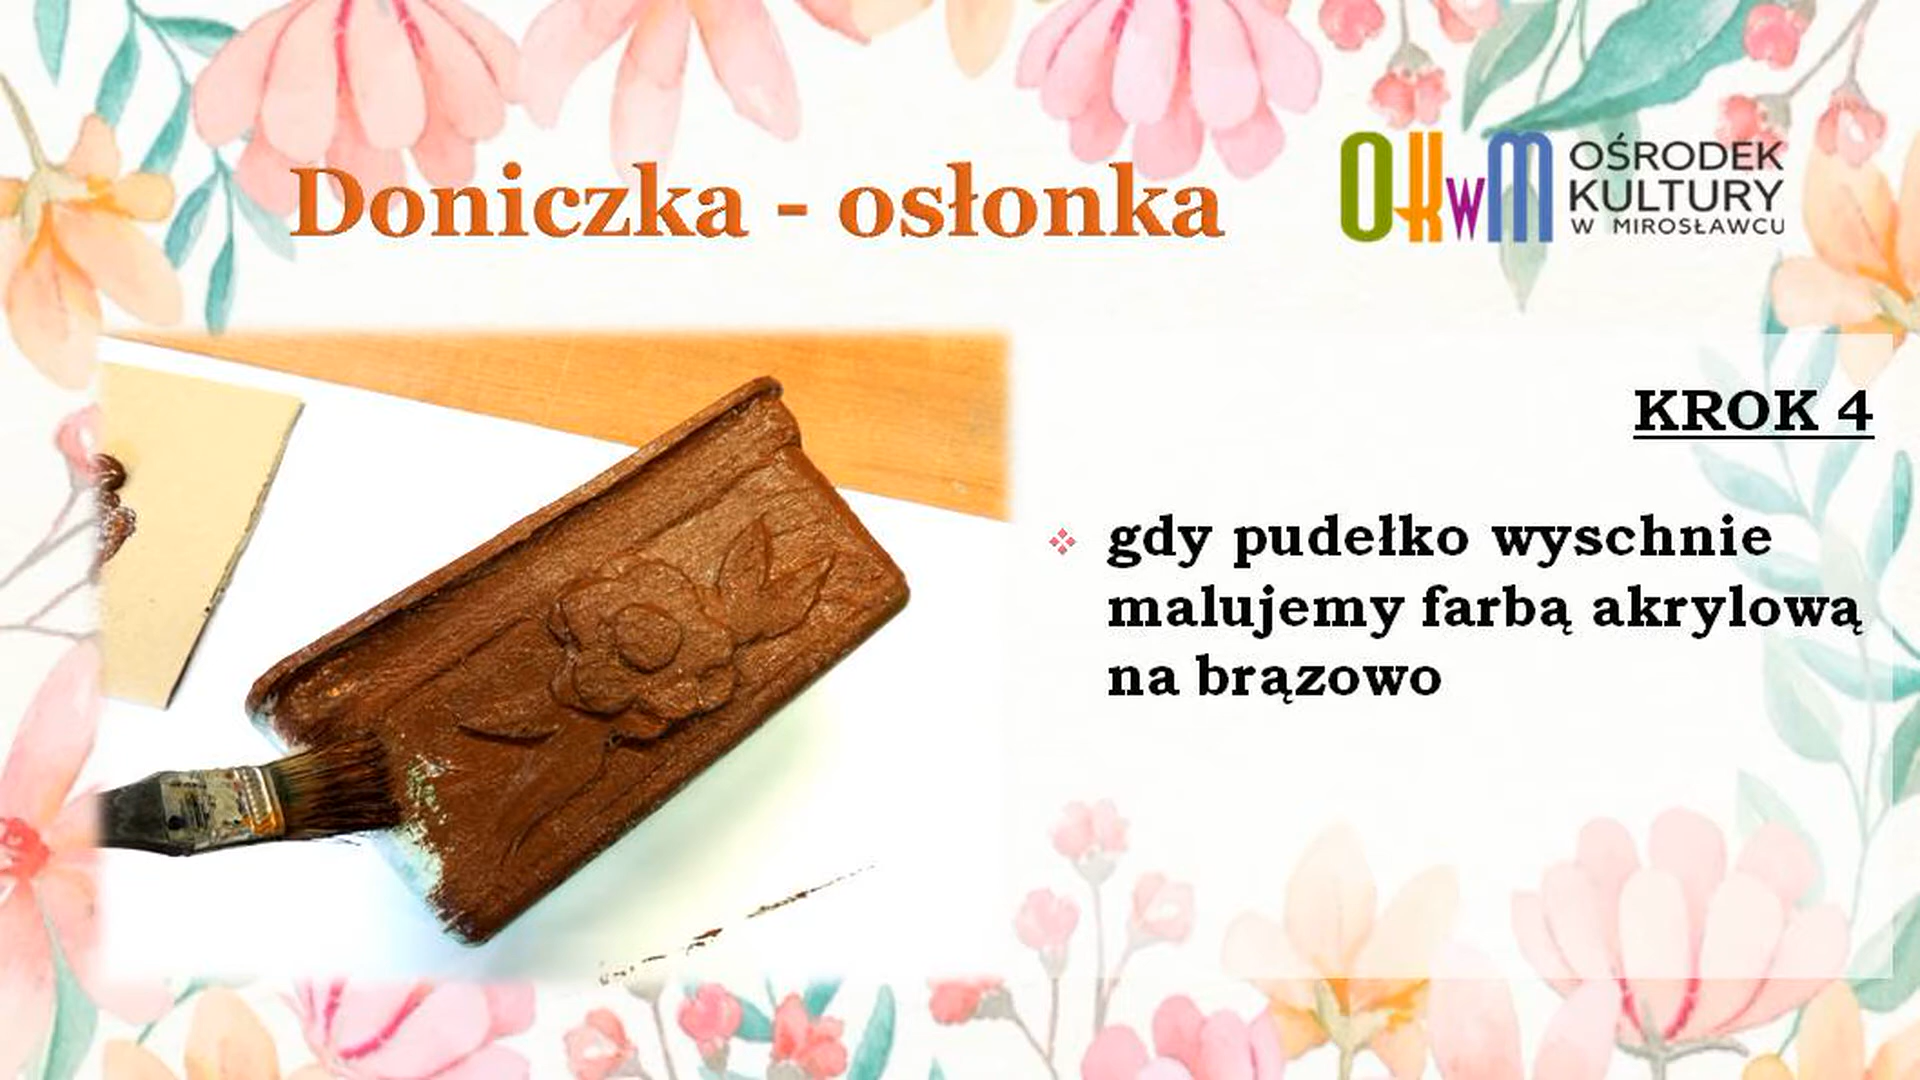 Doniczka - osłonka
OKwM
OŚRODEK
KULTURY
W MIROSŁAWCU
KROK 4
gdy pudełko wyschnie
malujemy farbą akrylową
na brązowo